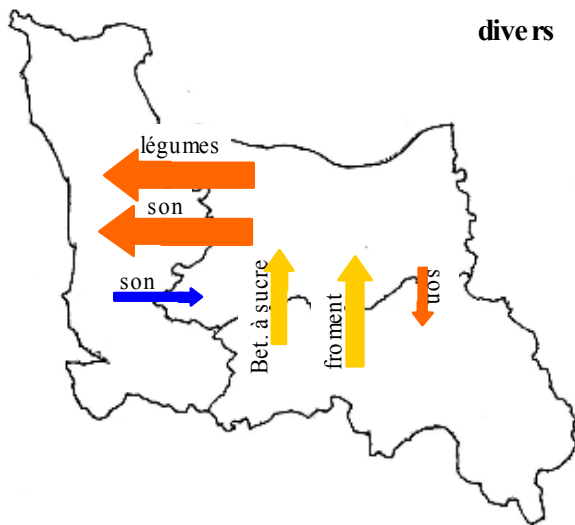 divers
légumes
son
son
Bet. à sucre
froment
son